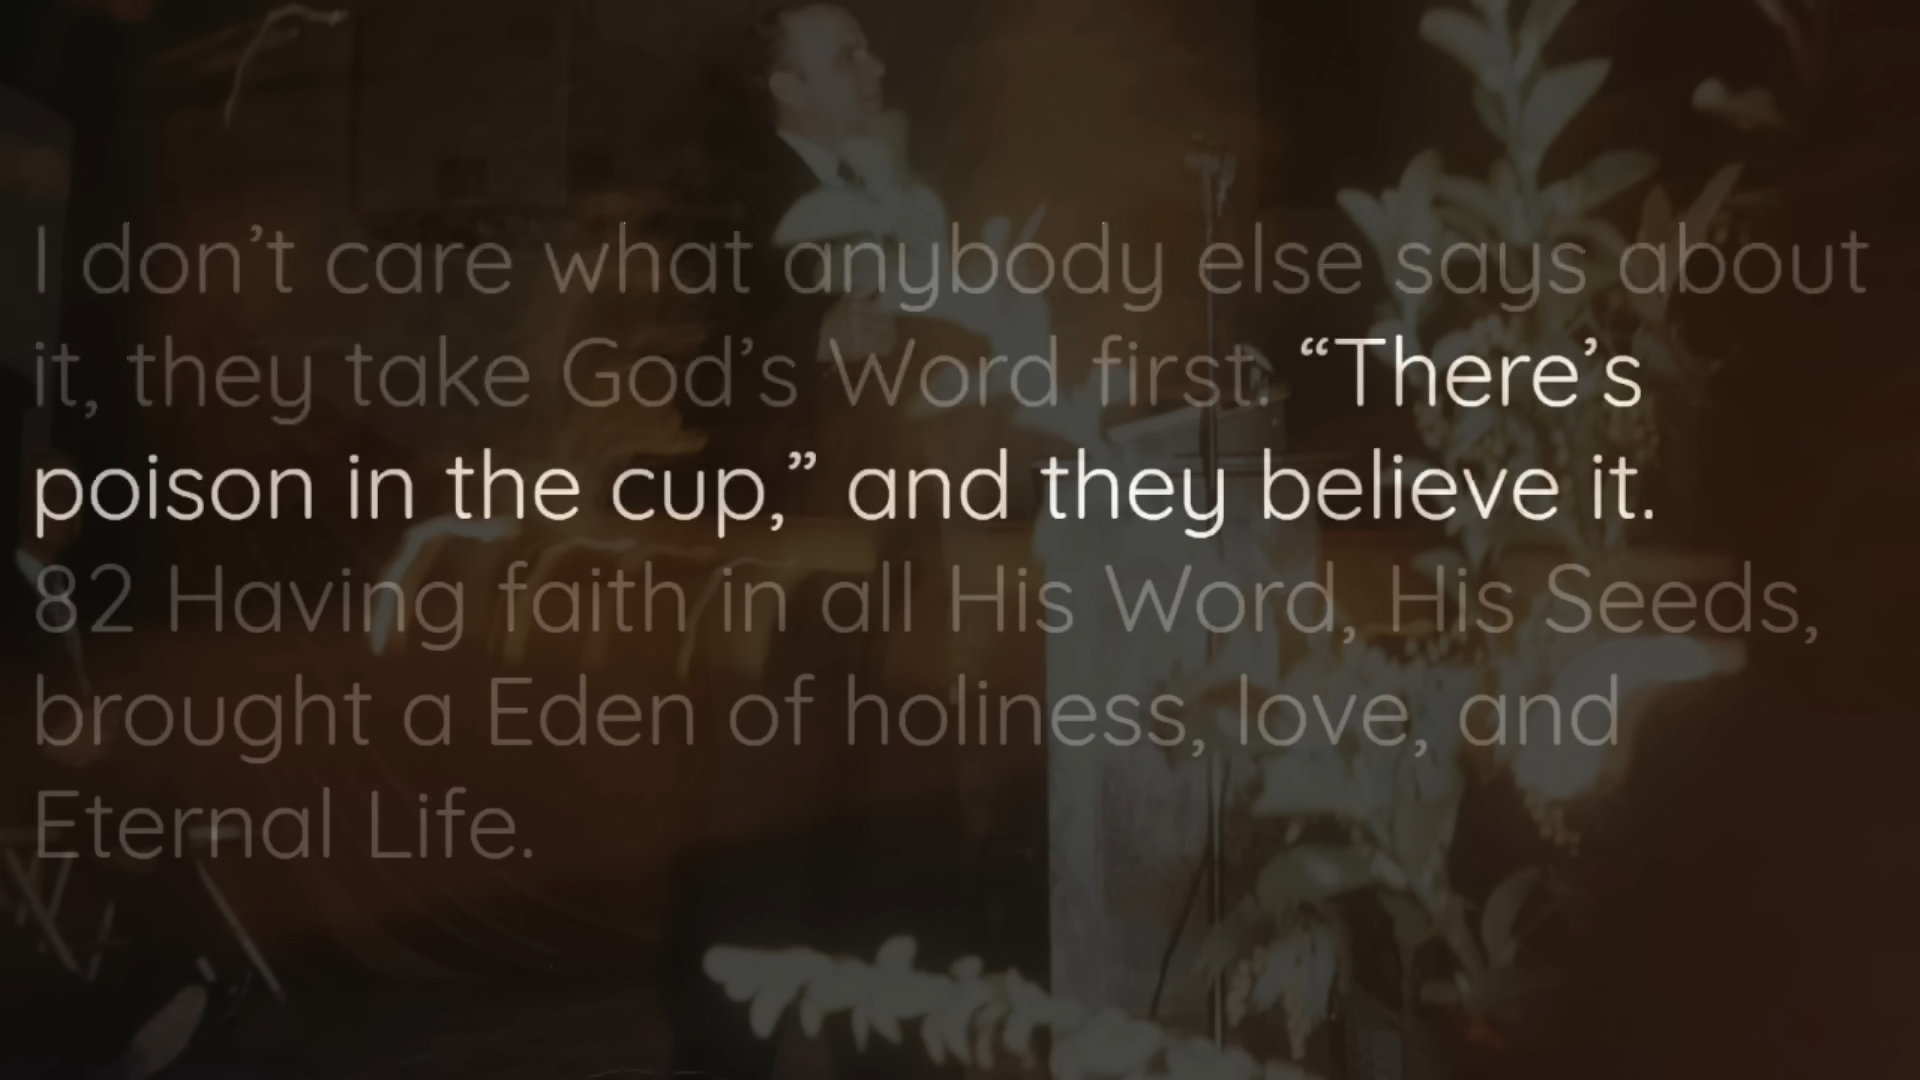 I don’t care what anybody else says about
it, they take God’s Word first. “There’s
poison in the cup,” and they believe it.
82 Having faith in all His Word, His Seeds,
brought a Eden of holiness, love, and
Eternal Life.